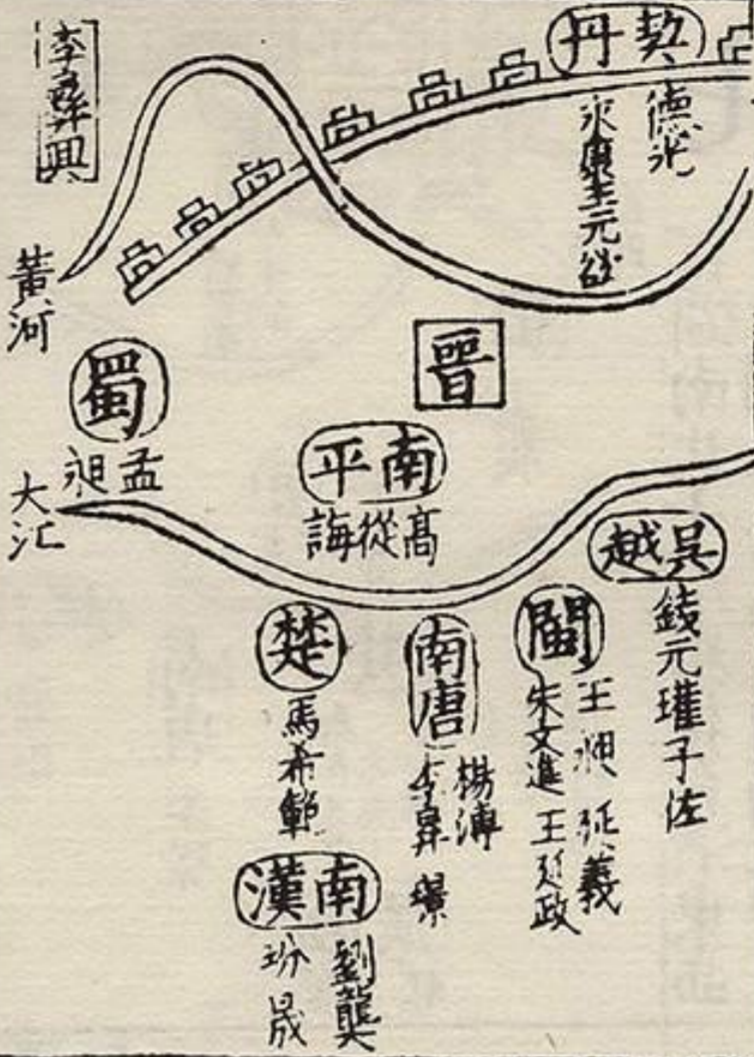 契丹
德光
永康王元欲
李彝興
黃河
晉
蜀
孟昶
大江
南平
高從誨
吳越
錢元瓘子佐
閩
王昶 延羲
朱文進 王延政
南唐
楊溥
李昪 璟
楚
馬希範
南漢
劉龑
玢 晟